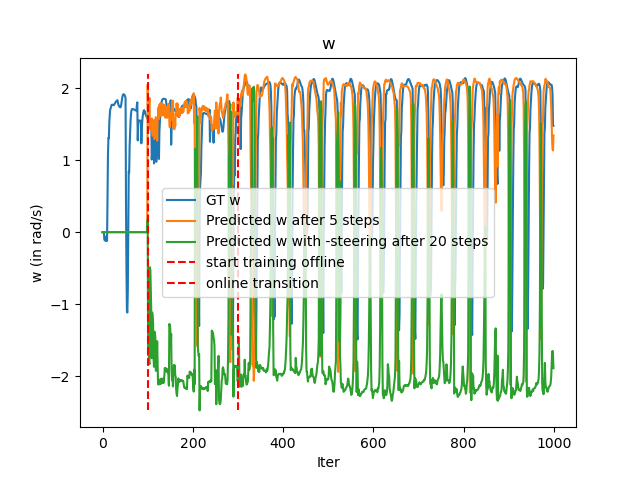 w
w (in rad/s)
2
1
0
−1
−2
GT w
Predicted w after 5 steps
Predicted w with -steering after 20 steps
start training offline
online transition
0
200
400
600
800
1000
Iter